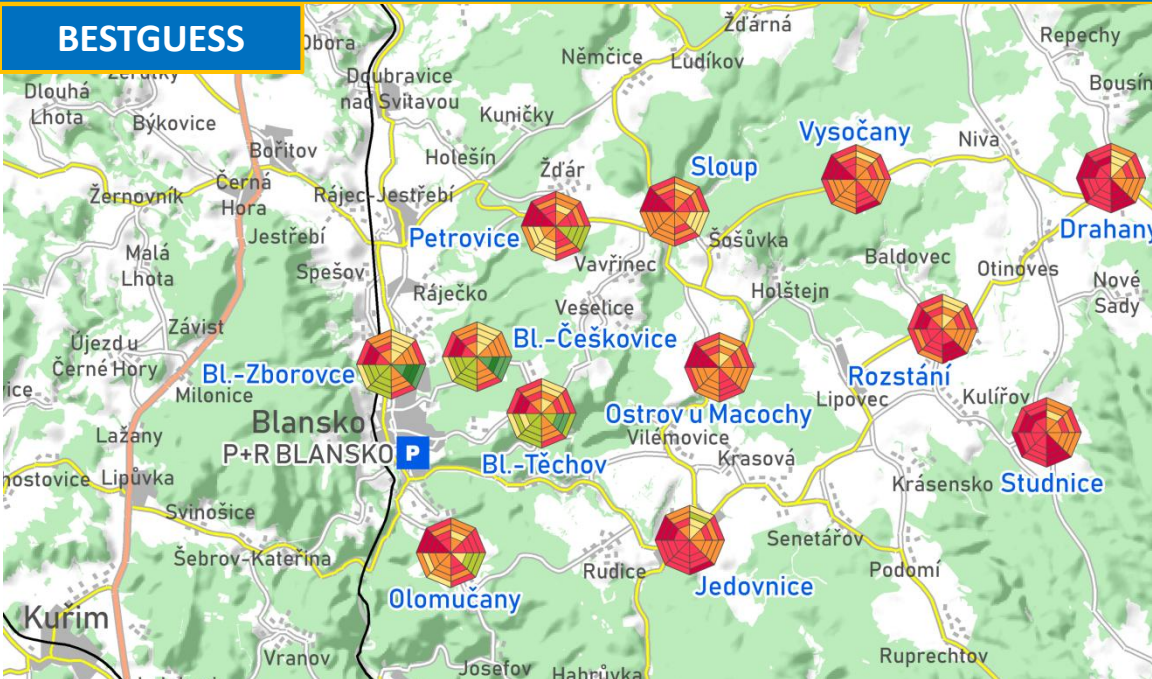 BESTGUESS
Žďárná
Repechy
Obora
Němčice
Ludíkov
Doubravice
nad Svitavou
Dlouhá
Lhota
Bousín
Býkovice
Kuničky
Vysočany
Niva
Bořitov
Holešín
Sloup
Žďár
Černá
Hora
Žernovník
Rájec-Jestřebí
Jestřebí
Petrovice
Šošůvka
Drahany
Malá
Lhota
Spešov
Vavřinec
Baldovec
Otinoves
Nové
Sady
Ráječko
Veselice
Holštejn
Závist
Újezd u
Černé Hory
Bl.-Češkovice
Bl.-Zborovce
Rozstání
Milonice
Lipovec
Kulířov
Ostrov u Macochy
Blansko
Lažany
Vilémovice
P+R BLANSKO P
Bl.-Těchov
Krasová
Lipůvka
Krásensko
Studnice
Svinošice
Senetářov
Šebrov-Kateřina
Rudice
Podomí
Jedovnice
Olomučany
Kuřim
Vranov
Josefov
Habrůvka
Ruprechtov